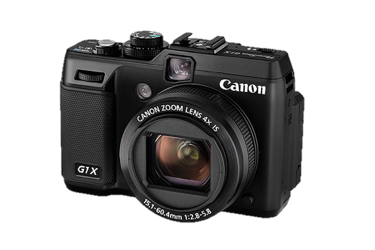 Canon
CANON ZOOM LENS 4x IS
G1X
15.1-60.4mm 1:2.8-5.8